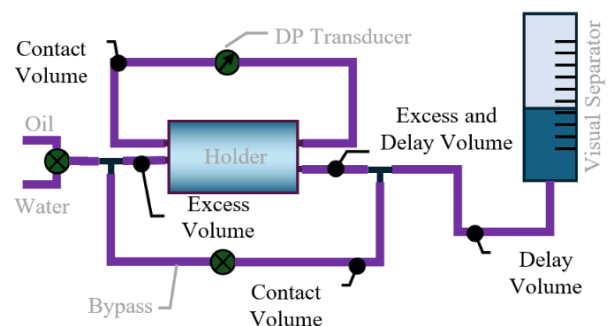 Contact
Volume
DP Transducer
Oil
Water
Holder
Excess and
Delay Volume
Visual Separator
Excess
Volume
Bypass
Contact
Volume
Delay
Volume